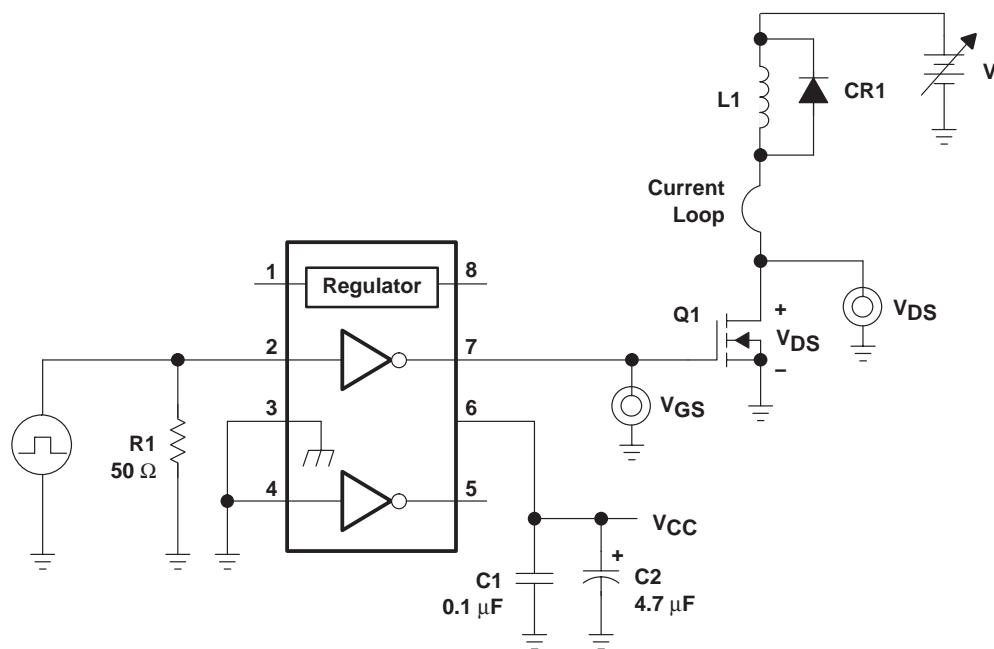 L1
CR1
V
Current
Loop
1
Regulator
8
Q1
+
VDS
–
VDS
2
7
3
6
VGS
R1
50 Ω
4
5
VCC
C1
0.1 μF
+
C2
4.7 μF